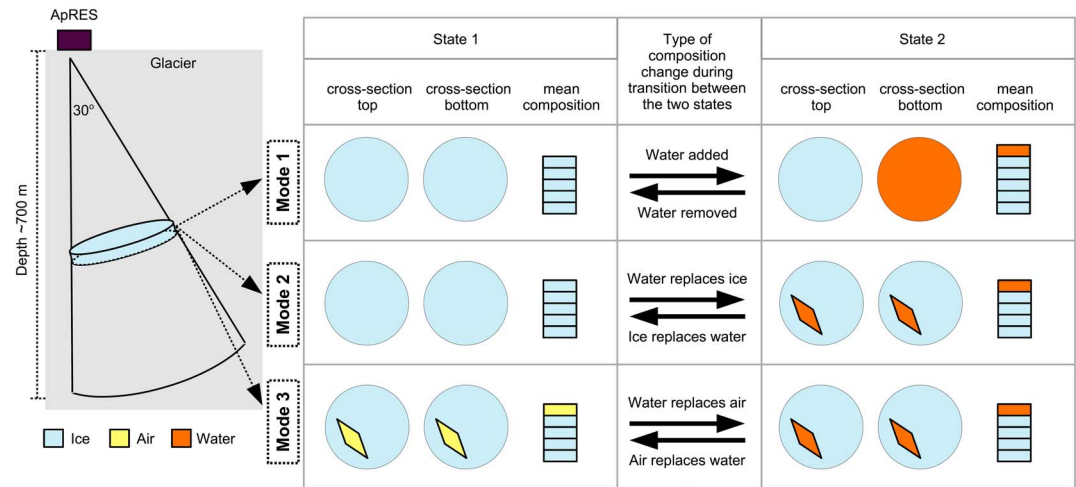 ApRES
Glacier
30°
Depth ~700 m
Ice
Air
Water
State 1
Type of
composition
change during
transition between
the two states
State 2
cross-section
top
cross-section
bottom
mean
composition
cross-section
top
cross-section
bottom
mean
composition
Mode 1
Water added
Water removed
Mode 2
Water replaces ice
Ice replaces water
Mode 3
Water replaces air
Air replaces water